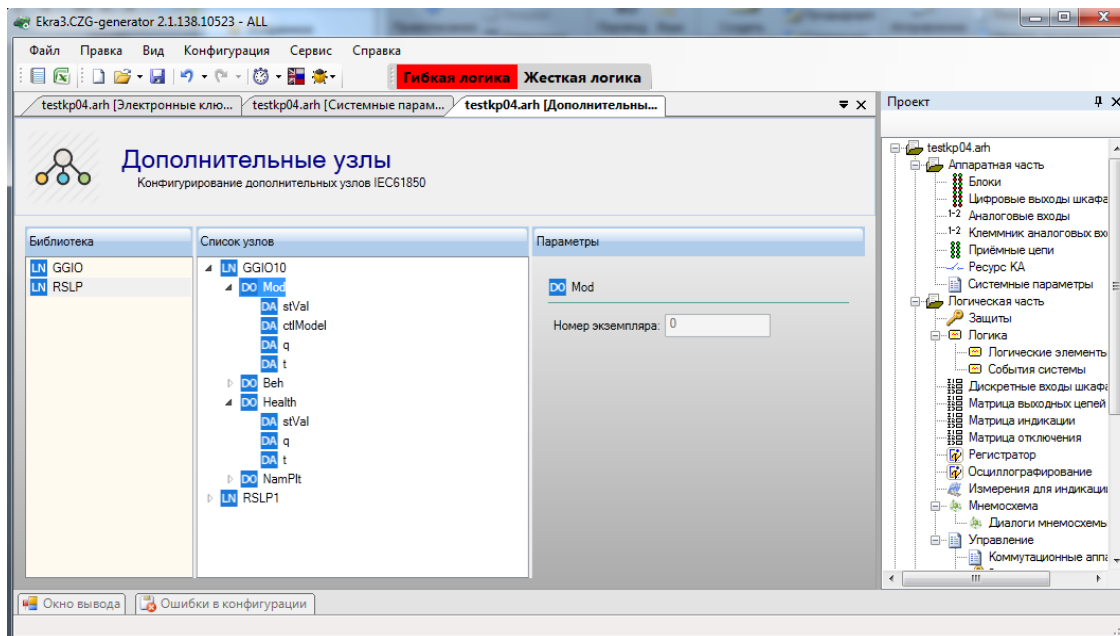 Ekra3.CZG-generator 2.1.138.10523 - ALL
Файл Правка Вид Конфигурация Сервис Справка
Гибкая логика Жесткая логика
testkp04.arh [Электронные клю... testkp04.arh [Системные парам... testkp04.arh [Дополнительны...
Дополнительные узлы
Конфигурирование дополнительных узлов IEC61850
Библиотека
LN GGIO
LN RSLP
Список узлов
LN GGIO10
DO Mod
DA stVal
DA ctlModel
DA q
DA t
DO Beh
DO Health
DA stVal
DA q
DA t
DO NamPlt
LN RSLP1
Параметры
DO Mod
Номер экземпляра: 0
Проект
testkp04.arh
Аппаратная часть
Блоки
Цифровые выходы шкафа
1-2 Аналоговые входы
1-2 Клеммник аналоговых вхо
Приёмные цепи
Ресурс КА
Системные параметры
Логическая часть
Защиты
Логика
Логические элементы
События системы
Дискретные входы шкафа
Матрица выходных цепей
Матрица индикации
Матрица отключения
Регистратор
Осциллографирование
Измерения для индикации
Мнемосхема
Диалоги мнемосхемы
Управление
Коммутационные аппа
Окно вывода Ошибки в конфигурации